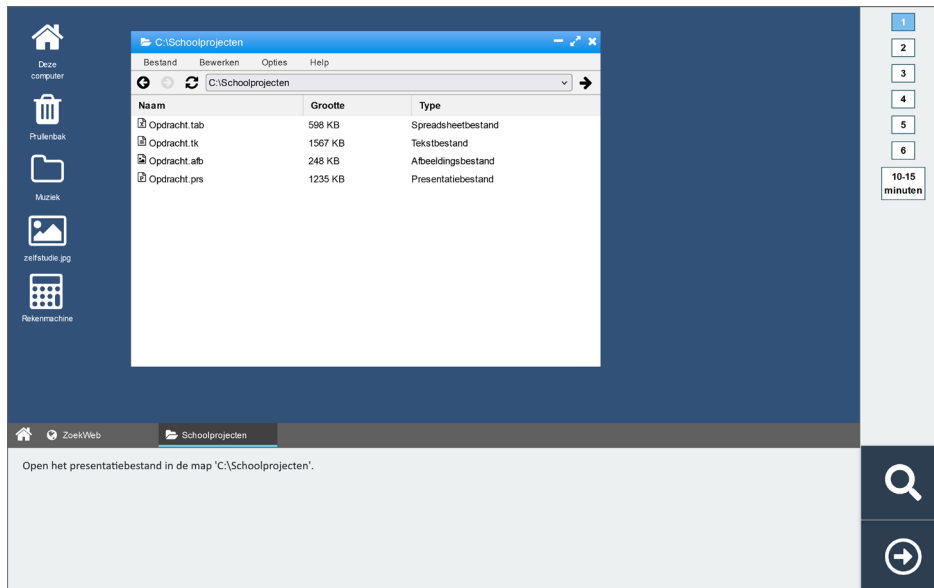 Deze
computer
Prullenbak
Muziek
zelfstudie.jpg
Rekenmachine
C:\Schoolprojecten
Bestand Bewerken Opties Help
C:\Schoolprojecten
Naam Grootte Type
Opdracht.tab 598 KB Spreadsheetbestand
Opdracht.tk 1567 KB Tekstbestand
Opdracht.afb 248 KB Afbeeldingsbestand
Opdracht.prs 1235 KB Presentatiebestand
ZoekWeb Schoolprojecten
Open het presentatiebestand in de map 'C:\Schoolprojecten'.
1
2
3
4
5
6
10-15
minuten